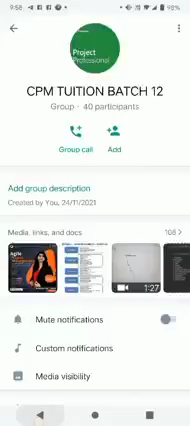 9:58
98%
Project
Professional
CPM TUITION BATCH 12
Group · 40 participants
Group call
Add
Add group description
Created by You, 24/11/2021
Media, links, and docs
108 >
Agile
1:27
Mute notifications
Custom notifications
Media visibility